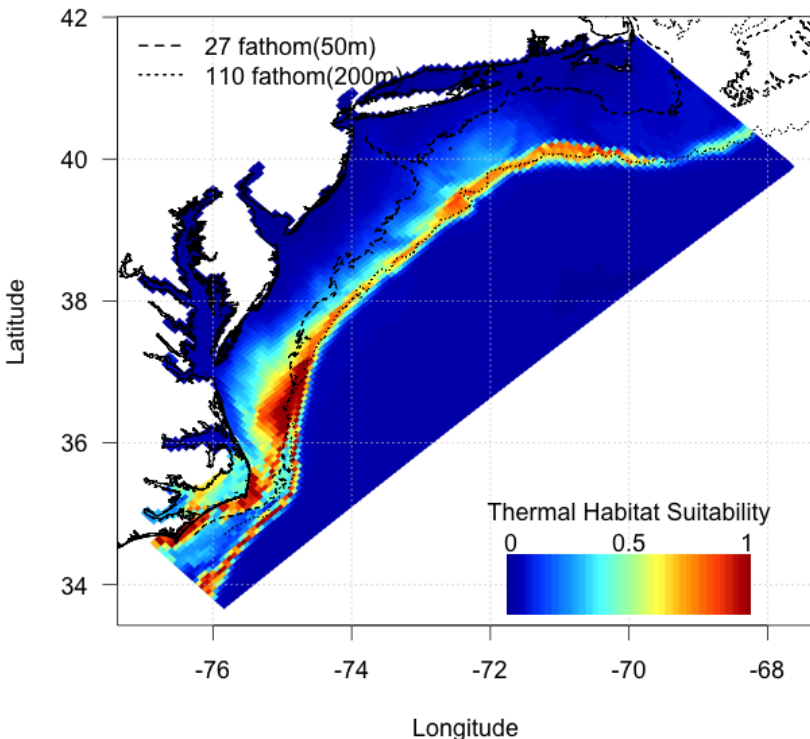 42
27 fathom(50m)
110 fathom(200m)
40
38
Latitude
36
Thermal Habitat Suitability
0 0.5 1
34
-76 -74 -72 -70 -68
Longitude